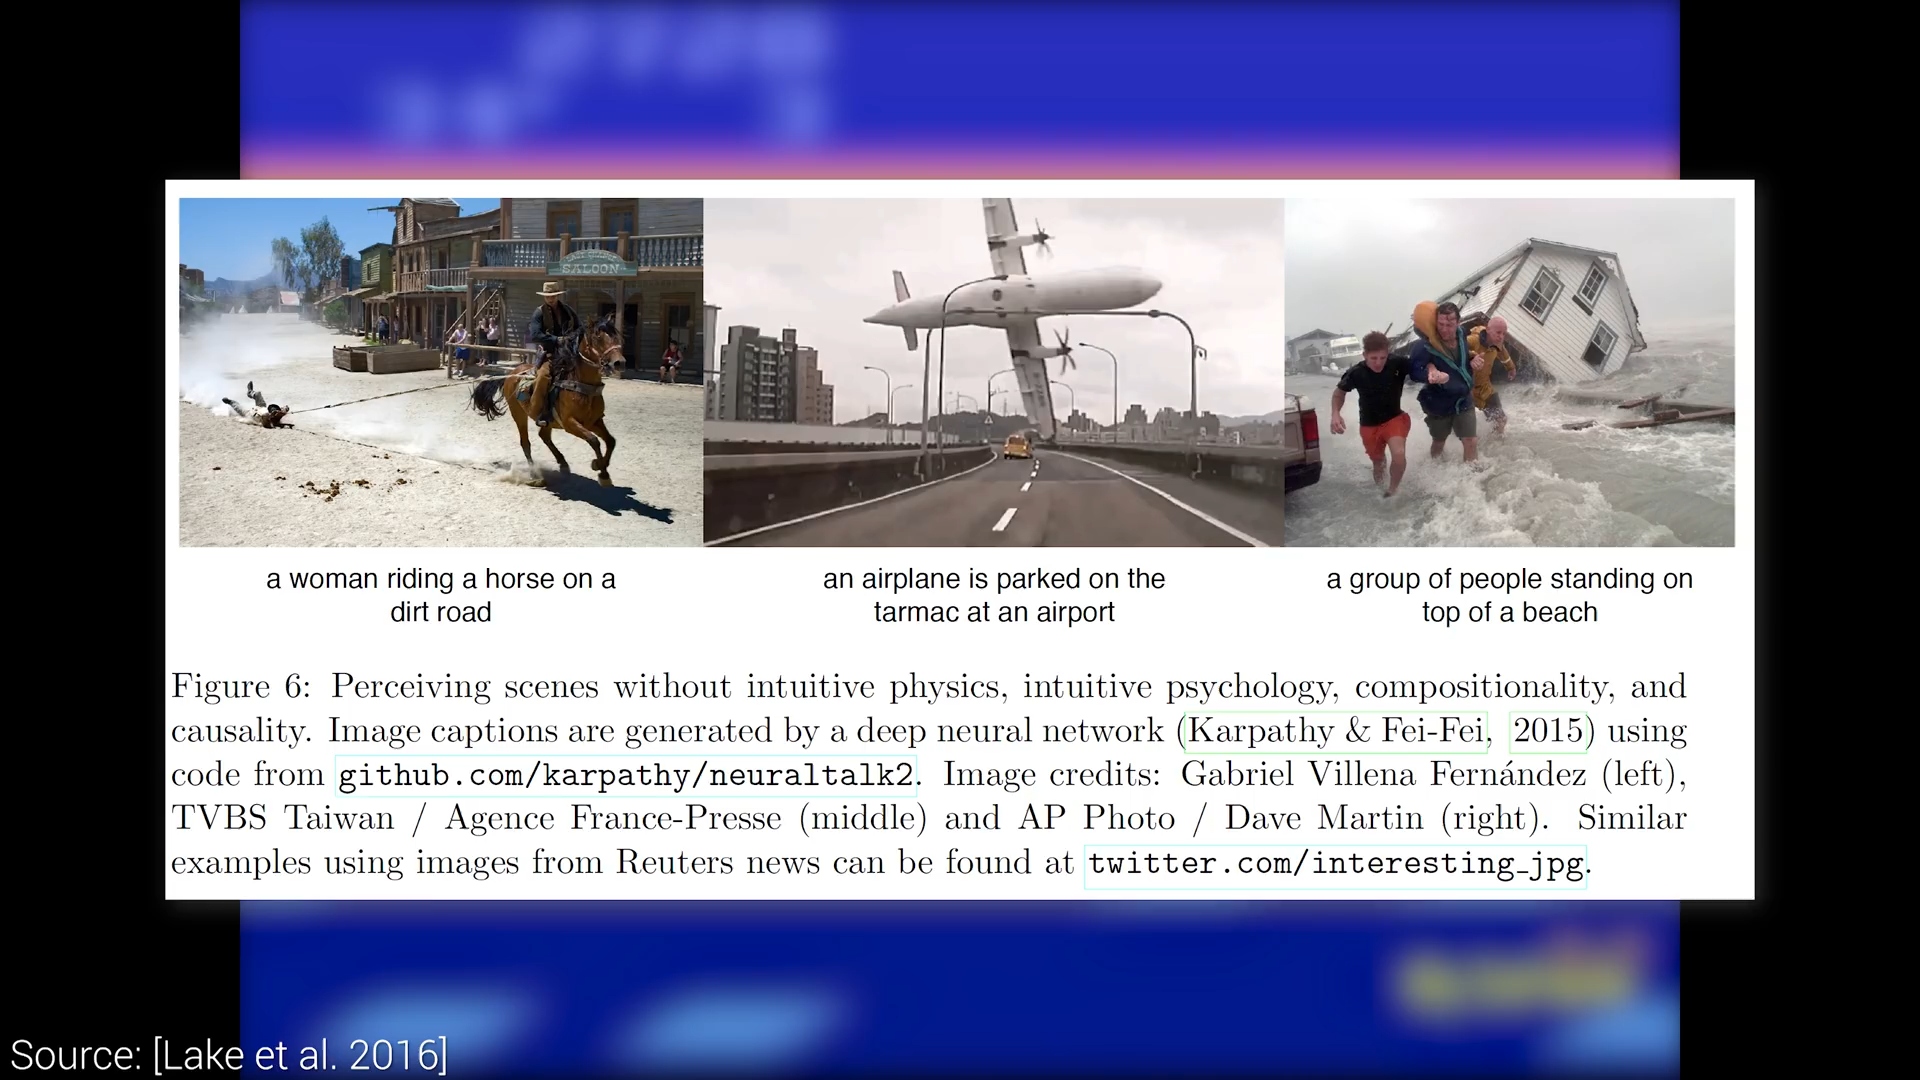 SALOON
a woman riding a horse on a
dirt road
an airplane is parked on the
tarmac at an airport
a group of people standing on
top of a beach
Figure 6: Perceiving scenes without intuitive physics, intuitive psychology, compositionality, and
causality. Image captions are generated by a deep neural network (Karpathy & Fei-Fei, 2015) using
code from github.com/karpathy/neuraltalk2. Image credits: Gabriel Villena Fernández (left),
TVBS Taiwan / Agence France-Presse (middle) and AP Photo / Dave Martin (right). Similar
examples using images from Reuters news can be found at twitter.com/interesting_jpg.
Source: [Lake et al. 2016]